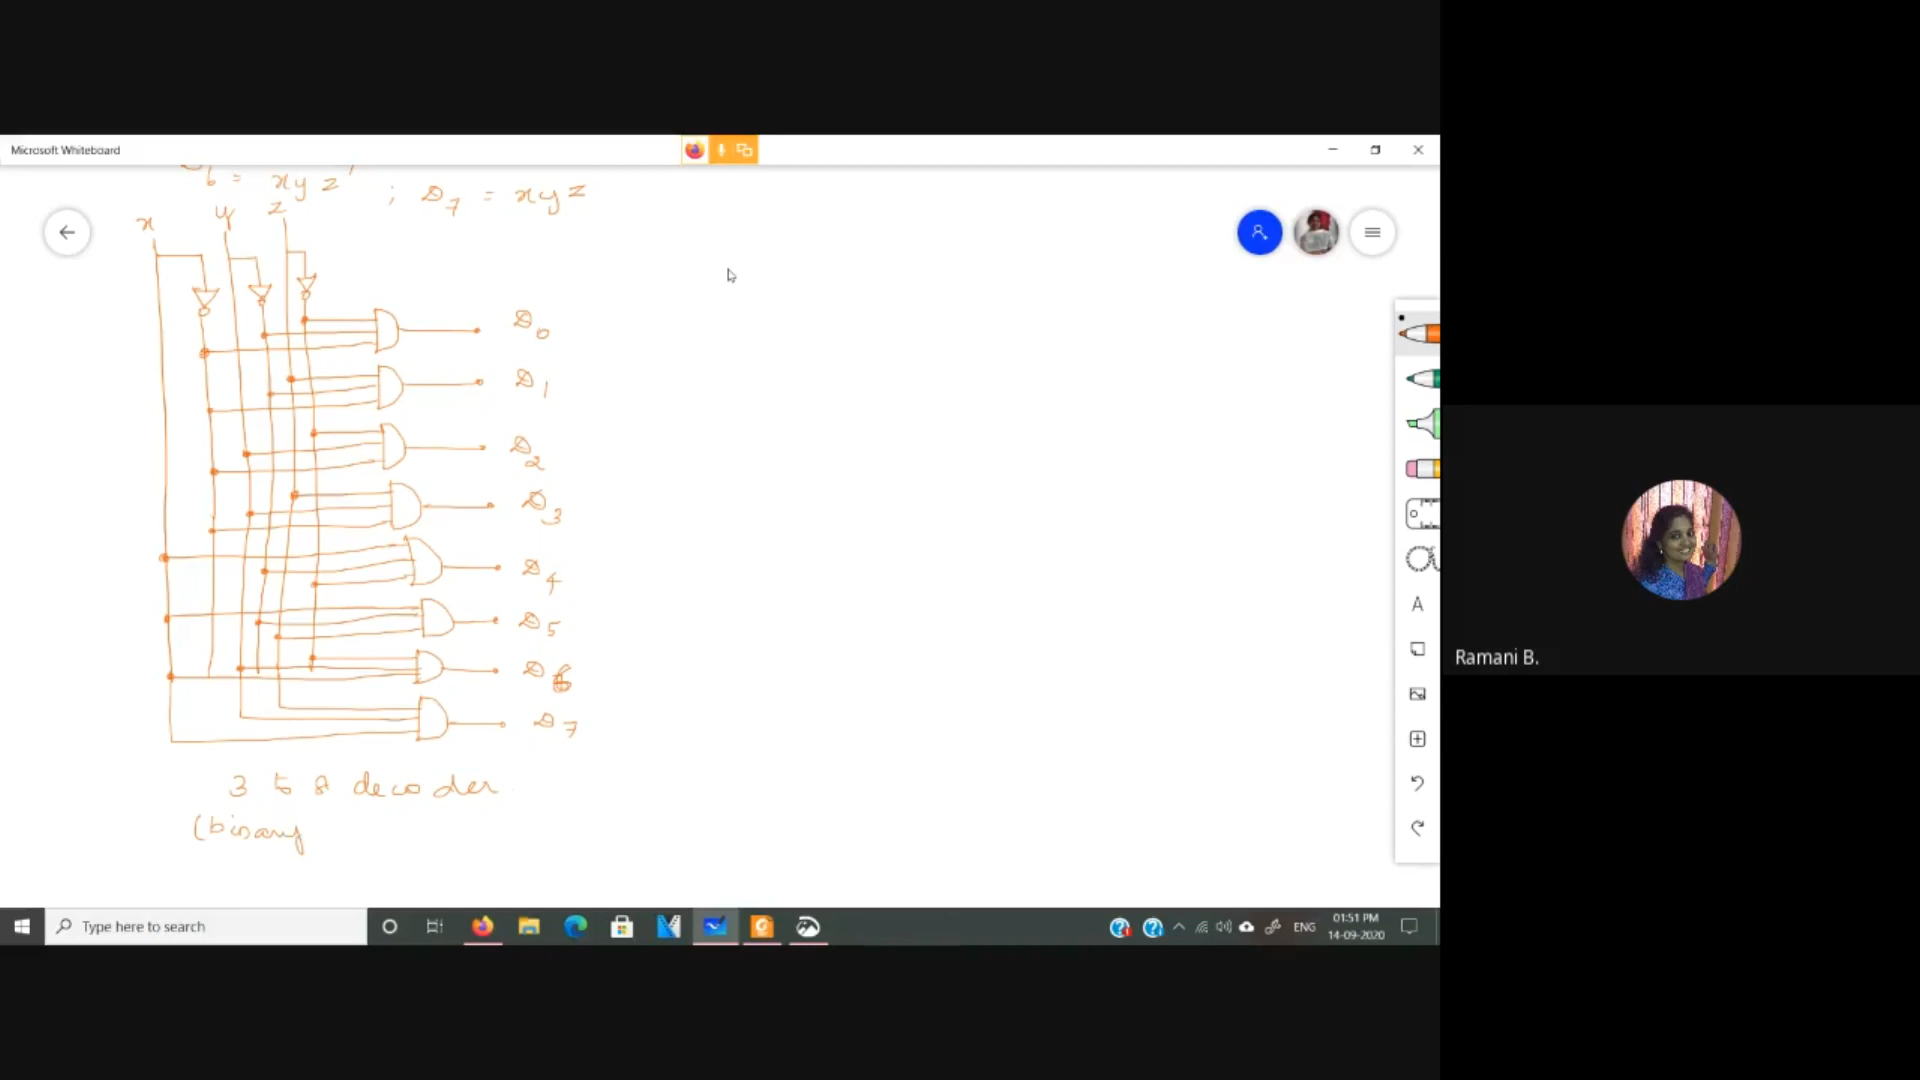 Microsoft Whiteboard
D6 = xyz' ; D7 = xyz
x y z
D0
D1
D2
D3
D4
D5
D6
D7
3 to 8 decoder
(binary
A
Ramani B.
Type here to search
ENG
01:51 PM
14-09-2020